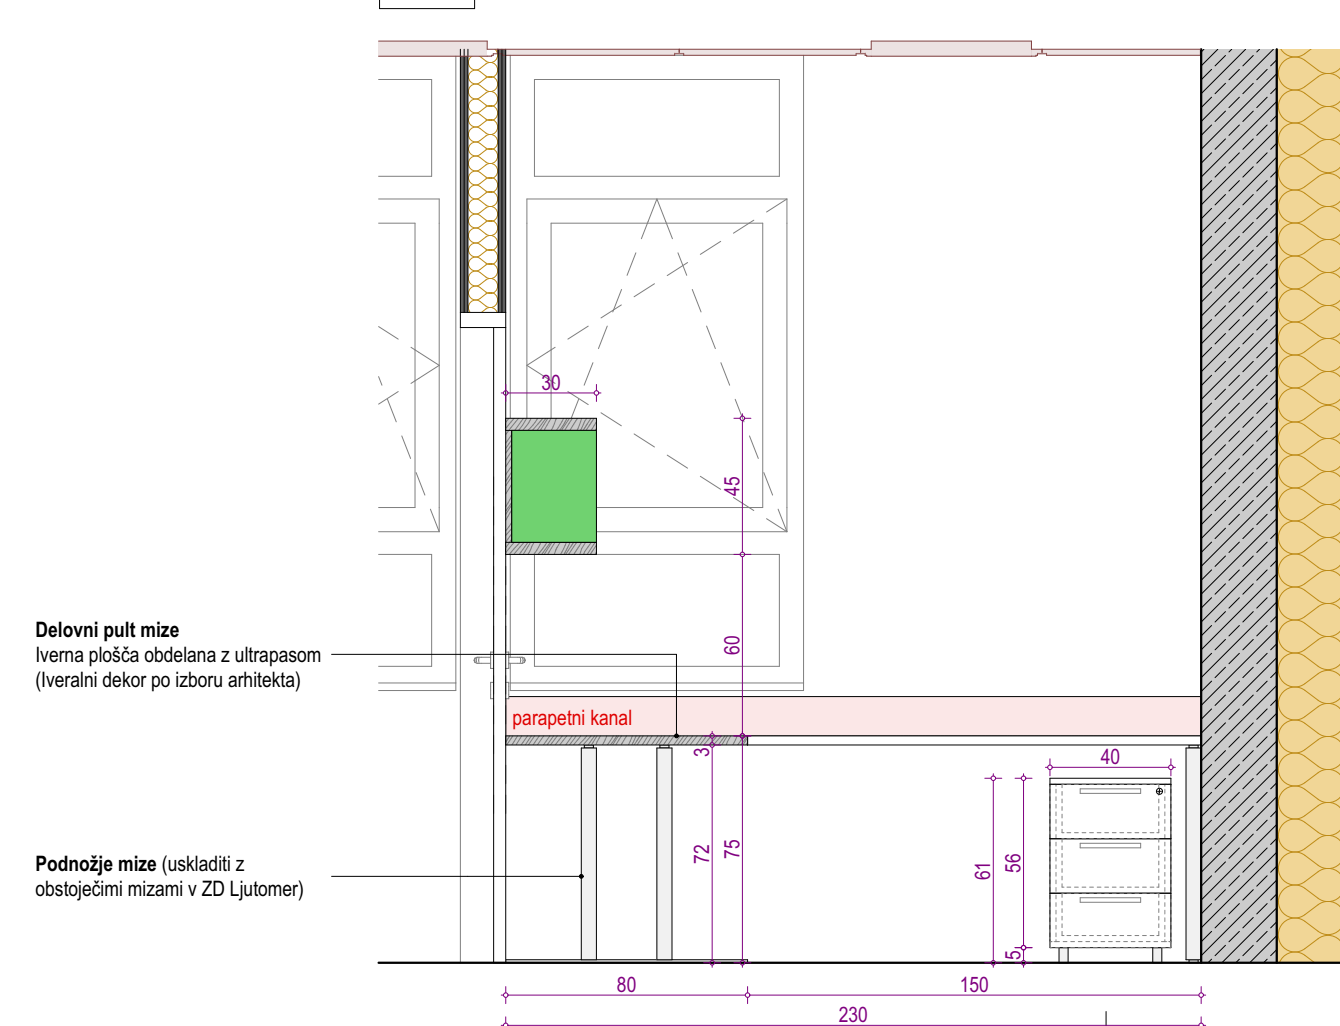 30
45
Delovni pult mize
Iverna plošča obdelana z ultrapasom
(Iveralni dekor po izboru arhitekta)
60
parapetni kanal
3
40
72
75
61
56
Podnožje mize (uskladiti z
obstoječimi mizami v ZD Ljutomer)
5
80
150
230